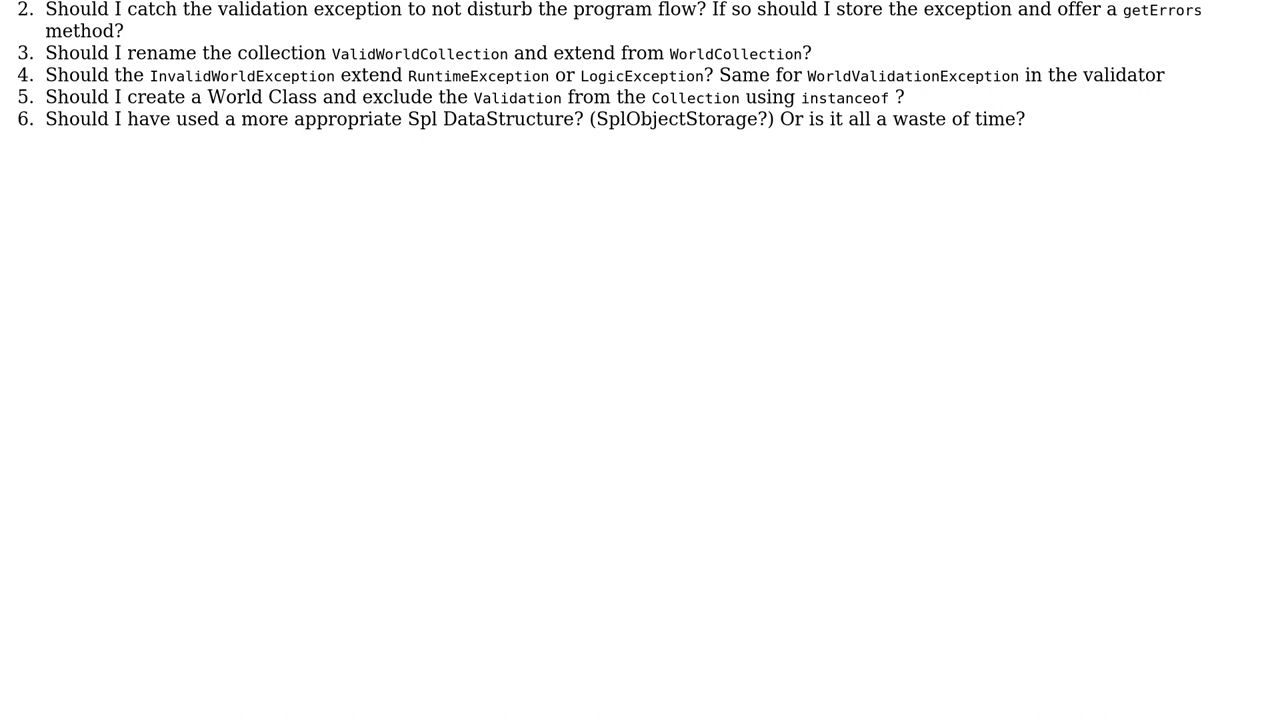 2. Should I catch the validation exception to not disturb the program flow? If so should I store the exception and offer a getErrors
method?
3. Should I rename the collection ValidWorldCollection and extend from WorldCollection?
4. Should the InvalidWorldException extend RuntimeException or LogicException? Same for WorldValidationException in the validator
5. Should I create a World Class and exclude the Validation from the Collection using instanceof ?
6. Should I have used a more appropriate Spl DataStructure? (SplObjectStorage?) Or is it all a waste of time?